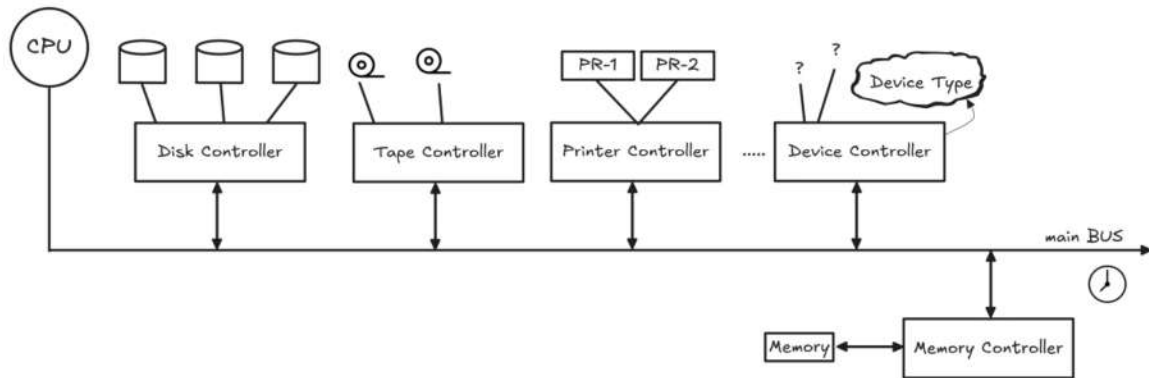 CPU
PR-1
PR-2
?
?
Device Type
Disk Controller
Tape Controller
Printer Controller
.....
Device Controller
main BUS
Memory
Memory Controller